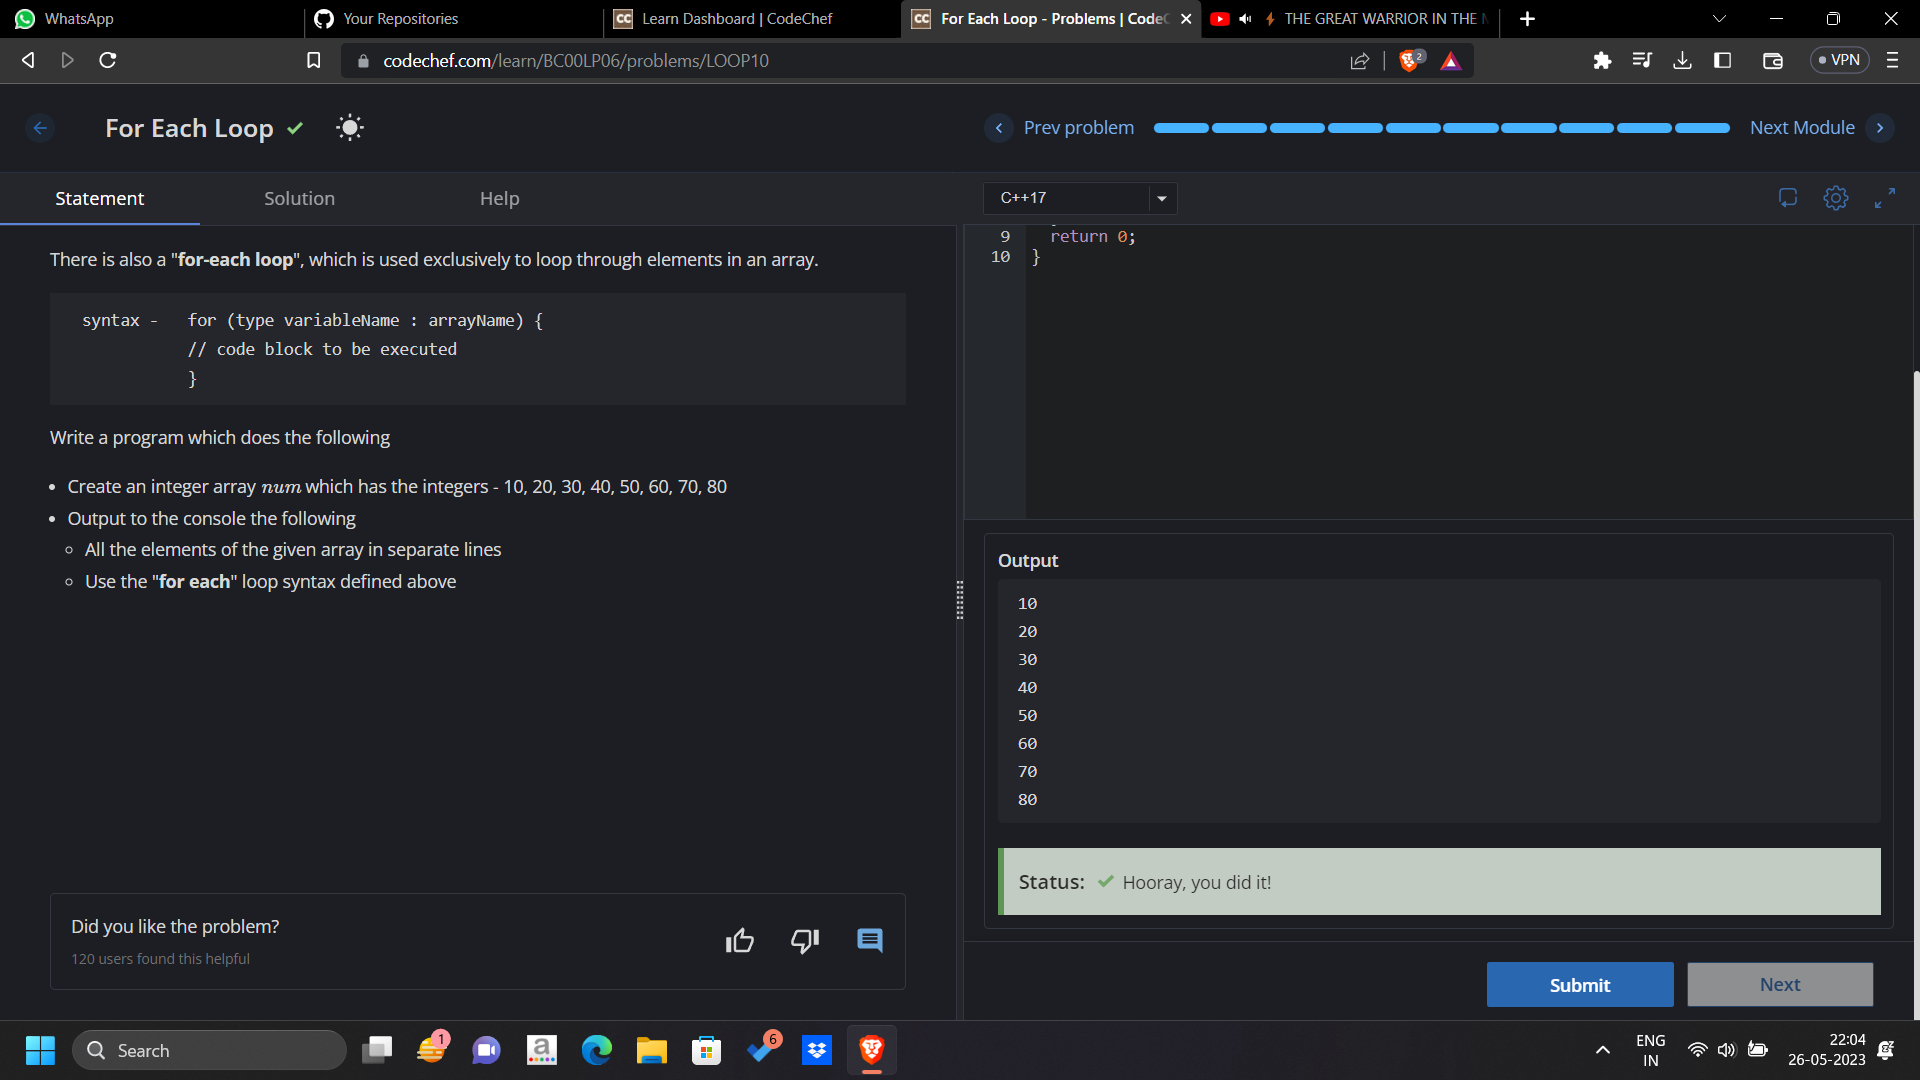 WhatsApp
Your Repositories
CC Learn Dashboard | CodeChef
CC For Each Loop - Problems | CodeC
THE GREAT WARRIOR IN THE
codechef.com/learn/BC00LP06/problems/LOOP10
2
VPN
For Each Loop
Prev problem
Next Module
Statement
Solution
Help
C++17
There is also a "for-each loop", which is used exclusively to loop through elements in an array.
syntax -   for (type variableName : arrayName) {
// code block to be executed
}
Write a program which does the following
• Create an integer array num which has the integers - 10, 20, 30, 40, 50, 60, 70, 80
• Output to the console the following
◦ All the elements of the given array in separate lines
◦ Use the "for each" loop syntax defined above
Did you like the problem?
120 users found this helpful
9 return 0;
10 }
Output
10
20
30
40
50
60
70
80
Status: Hooray, you did it!
Submit
Next
Search
1
a
6
ENG
IN
22:04
26-05-2023